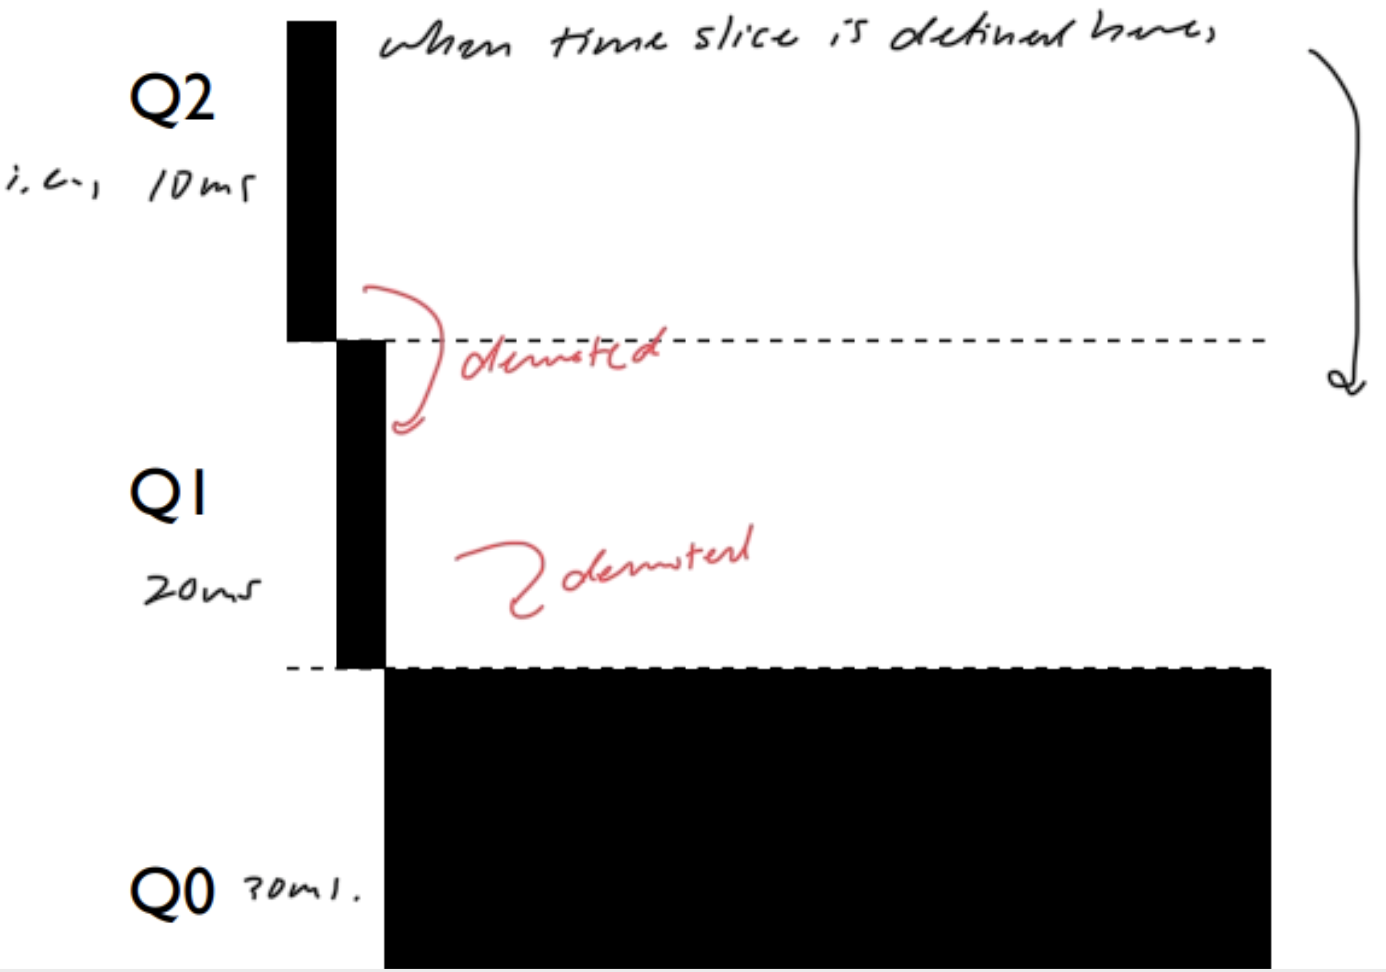 when time slice is defined here,
Q2
i.e., 10ms
demoted
Q1
demoted
20ms
Q0 30ms.